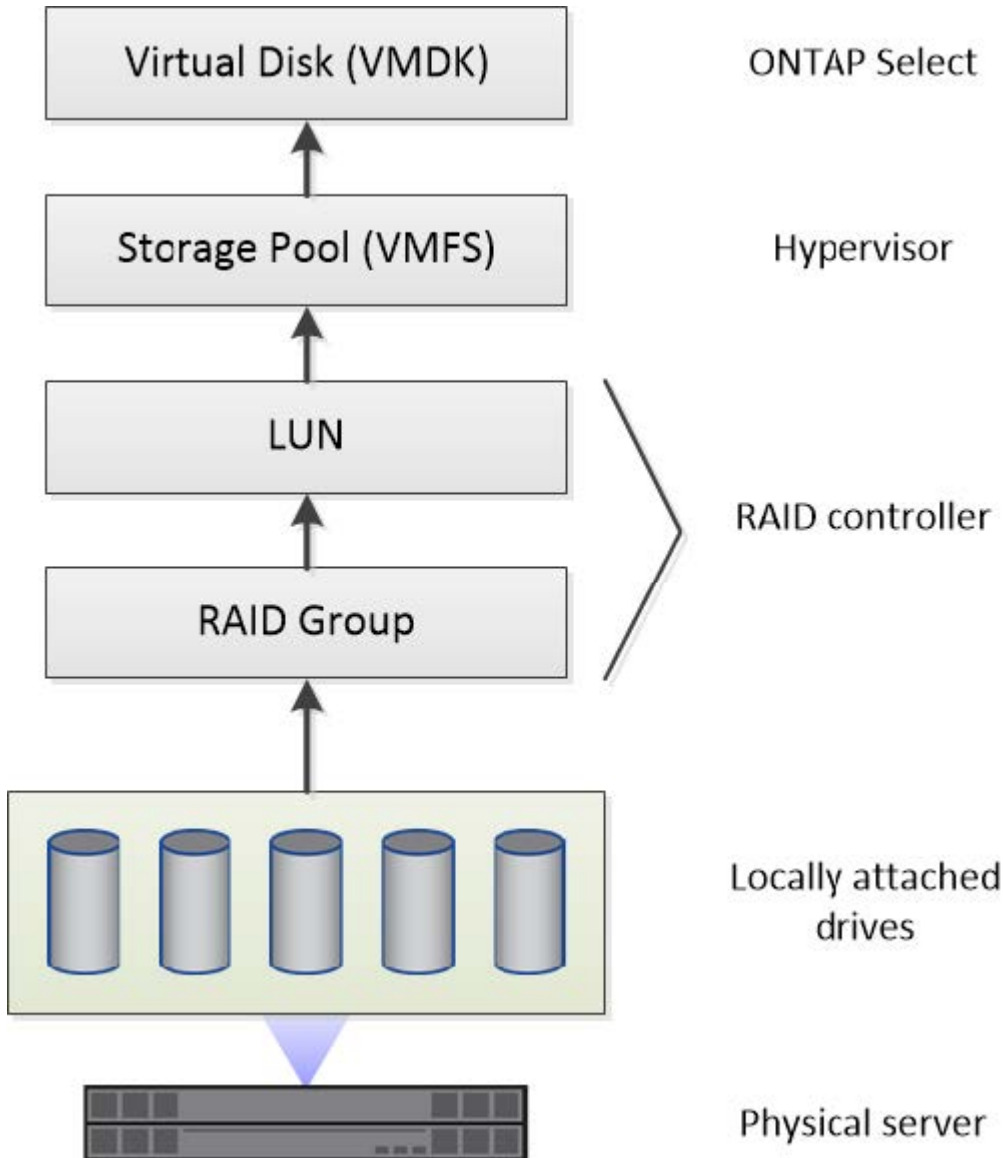 Virtual Disk (VMDK)
ONTAP Select
Storage Pool (VMFS)
Hypervisor
LUN
RAID controller
RAID Group
Locally attached
drives
Physical server